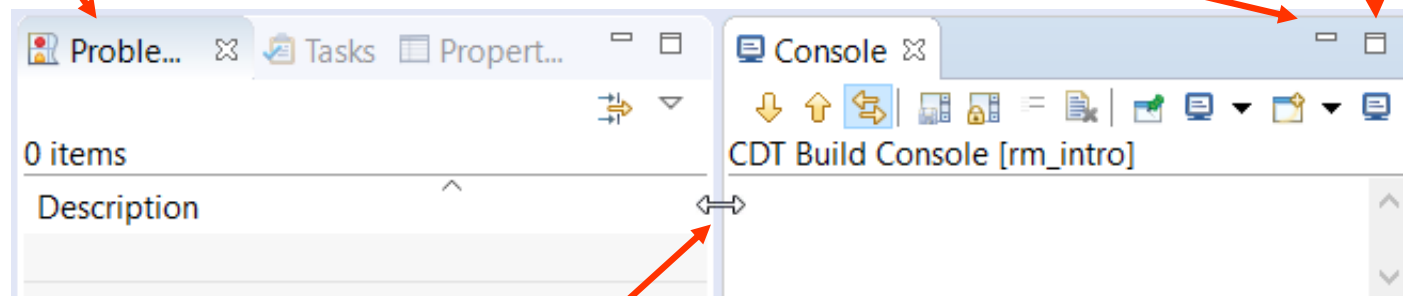 Proble... Tasks Propert...
Console
0 items
CDT Build Console [rm_intro]
Description